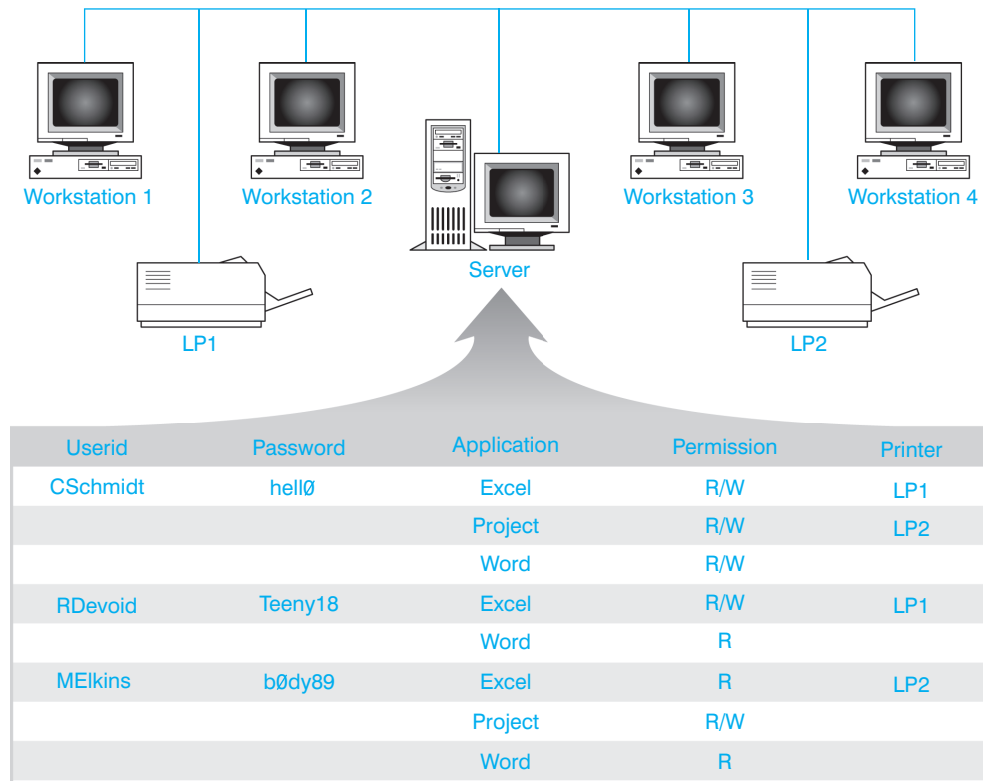 Workstation 1 Workstation 2 Workstation 3 Workstation 4
Server
LP1 LP2
Userid Password Application Permission Printer
CSchmidt hellØ Excel R/W LP1
Project R/W LP2
Word R/W
RDevoid Teeny18 Excel R/W LP1
Word R
MElkins bØdy89 Excel R LP2
Project R/W
Word R